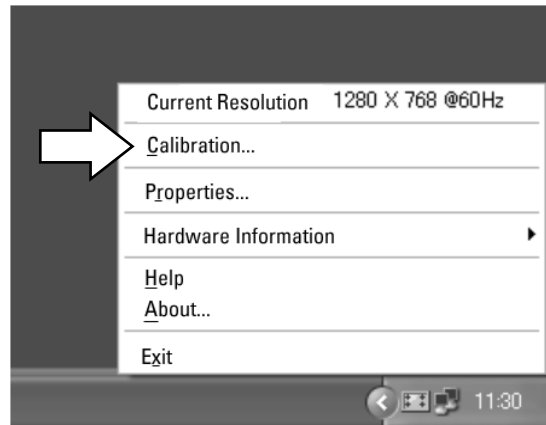 Current Resolution 1280 X 768 @60Hz
Calibration...
Properties...
Hardware Information
Help
About...
Exit
11:30